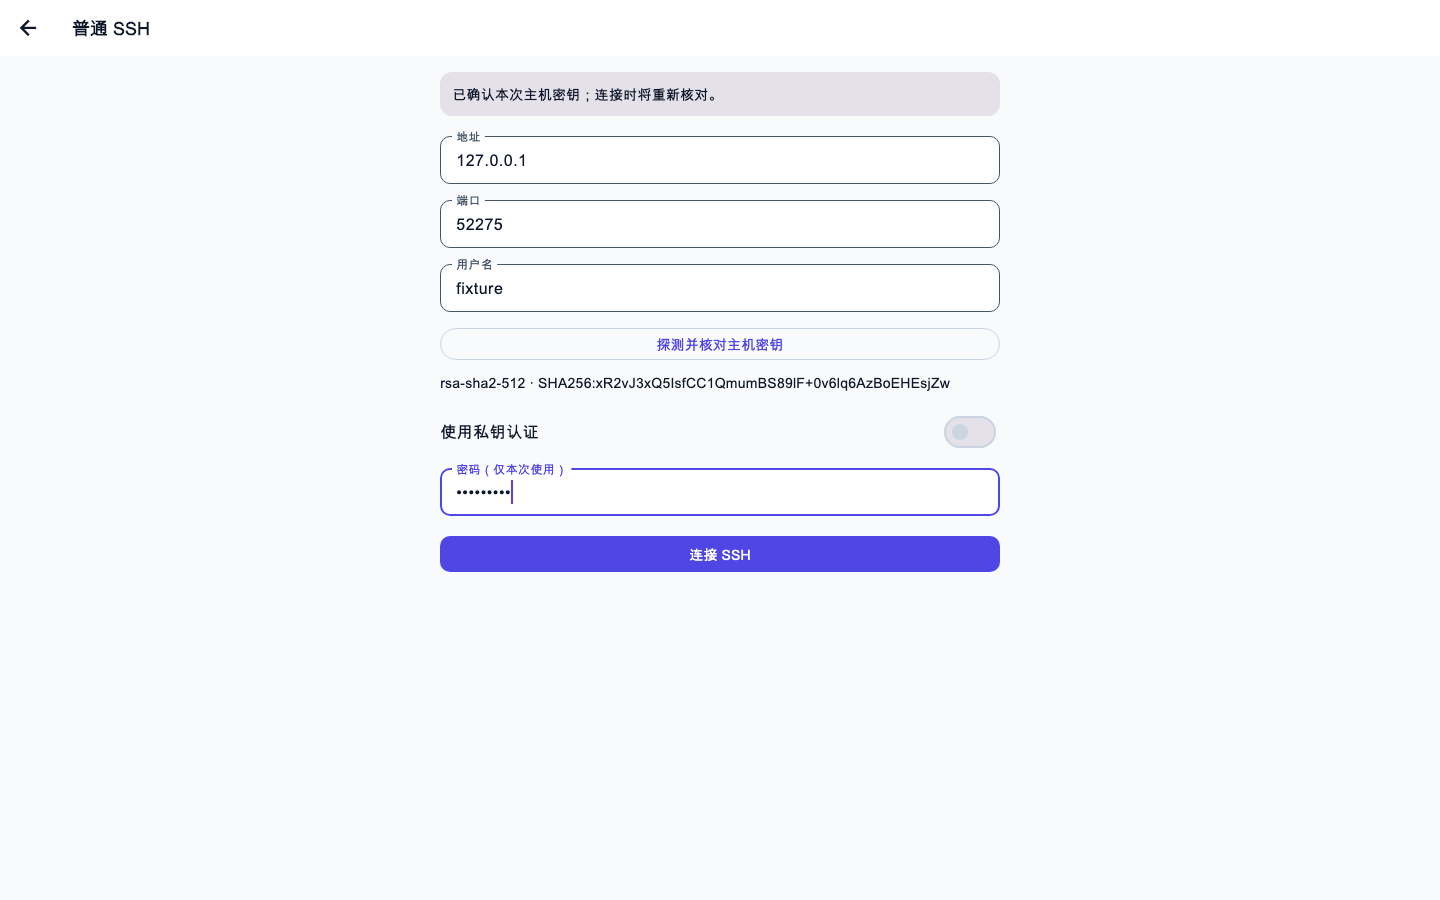 普通 SSH
已确认本次主机密钥；连接时将重新核对。
地址
127.0.0.1
端口
52275
用户名
fixture
探测并核对主机密钥
rsa-sha2-512 · SHA256:xR2vJ3xQ5IsfCC1QmumBS89lF+0v6lq6AzBoEHEsjZw
使用私钥认证
密码（仅本次使用）
•••••••••
连接 SSH